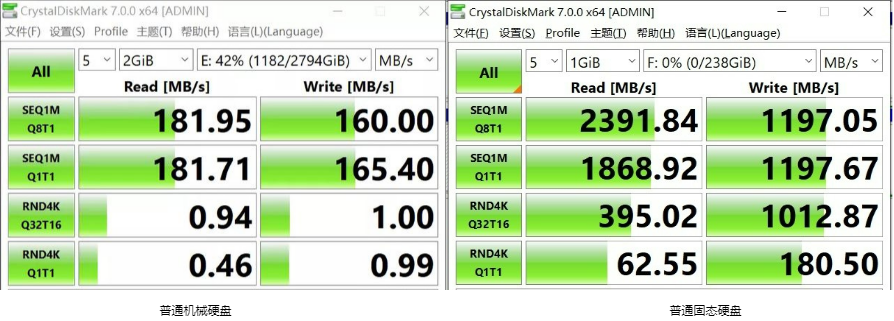 CrystalDiskMark 7.0.0 x64 [ADMIN]
文件(F) 设置(S) Profile 主题(T) 帮助(H) 语言(L)(Language)
All 5 2GiB E: 42% (1182/2794GiB) MB/s
Read [MB/s] Write [MB/s]
SEQ1M Q8T1 181.95 160.00
SEQ1M Q1T1 181.71 165.40
RND4K Q32T16 0.94 1.00
RND4K Q1T1 0.46 0.99
普通机械硬盘
CrystalDiskMark 7.0.0 x64 [ADMIN]
文件(F) 设置(S) Profile 主题(T) 帮助(H) 语言(L)(Language)
All 5 1GiB F: 0% (0/238GiB) MB/s
Read [MB/s] Write [MB/s]
SEQ1M Q8T1 2391.84 1197.05
SEQ1M Q1T1 1868.92 1197.67
RND4K Q32T16 395.02 1012.87
RND4K Q1T1 62.55 180.50
普通固态硬盘